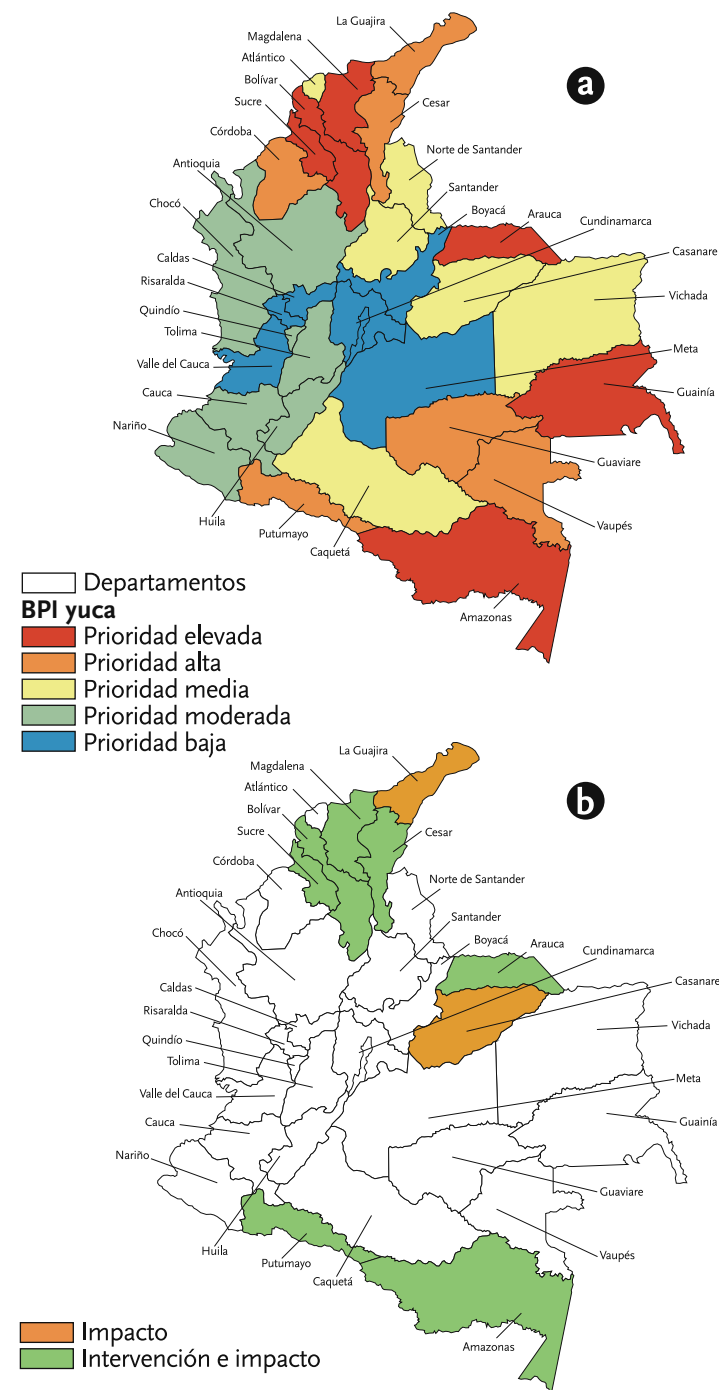 La Guajira
Magdalena
Atlántico
Bolívar
Sucre
Cesar
Córdoba
Norte de Santander
Antioquia
Santander
Chocó
Boyacá
Arauca
Cundinamarca
Caldas
Casanare
Risaralda
Vichada
Quindío
Tolima
Meta
Valle del Cauca
Guainía
Cauca
Nariño
Guaviare
Huila
Vaupés
Putumayo
Caquetá
Amazonas
a
Departamentos
BPI yuca
Prioridad elevada
Prioridad alta
Prioridad media
Prioridad moderada
Prioridad baja
La Guajira
Magdalena
Atlántico
Bolívar
Sucre
Cesar
Córdoba
Norte de Santander
Antioquia
Santander
Chocó
Boyacá
Arauca
Cundinamarca
Caldas
Casanare
Risaralda
Vichada
Quindío
Tolima
Meta
Valle del Cauca
Guainía
Cauca
Nariño
Guaviare
Huila
Vaupés
Putumayo
Caquetá
Amazonas
b
Impacto
Intervención e impacto